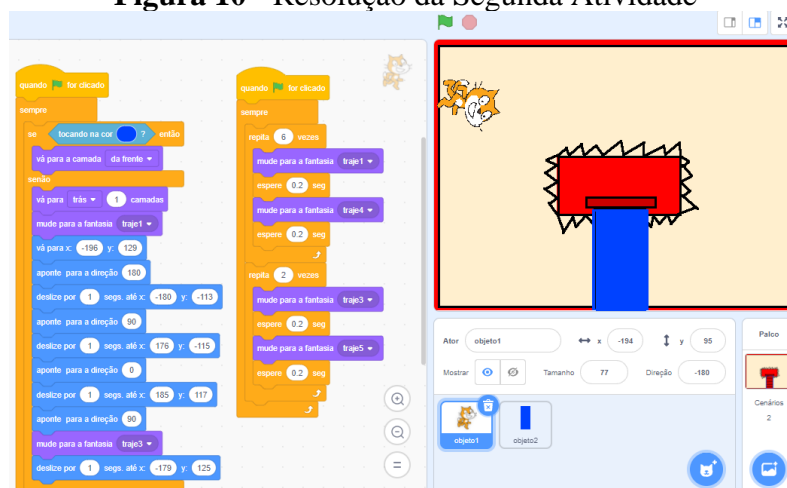 Figura 10 - Resolução da Segunda Atividade
quando for clicado
sempre
se tocando na cor ? então
vá para a camada da frente
senão
vá para trás 1 camadas
mude para a fantasia traje1
vá para x: -196 y: 129
aponte para a direção 180
deslize por 1 segs. até x: -180 y: -113
aponte para a direção 90
deslize por 1 segs. até x: 176 y: -115
aponte para a direção 0
deslize por 1 segs. até x: 185 y: 117
aponte para a direção 90
mude para a fantasia traje3
deslize por 1 segs. até x: -179 y: 125
quando for clicado
sempre
repita 6 vezes
mude para a fantasia traje1
espere 0.2 seg
mude para a fantasia traje4
espere 0.2 seg
repita 2 vezes
mude para a fantasia traje3
espere 0.2 seg
mude para a fantasia traje5
espere 0.2 seg
Ator objeto1 x -194 y 95
Mostrar Tamanho 77 Direção -180
objeto1 objeto2
Palco
Cenários
2